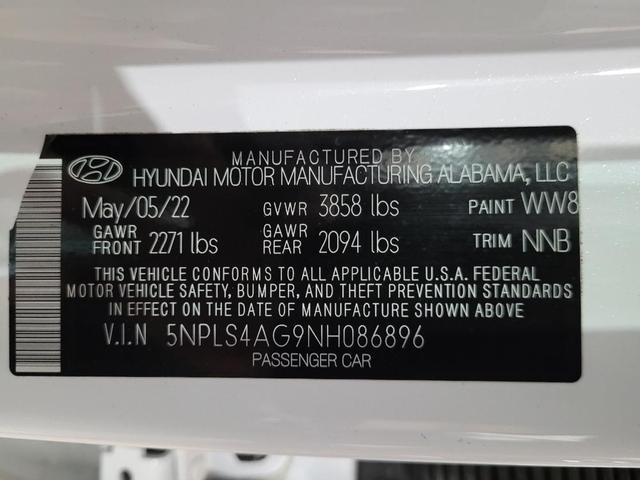 MANUFACTURED BY
HYUNDAI MOTOR MANUFACTURING ALABAMA, LLC
May/05/22 GVWR 3858 lbs PAINT WW8
GAWR FRONT 2271 lbs GAWR REAR 2094 lbs TRIM NNB
THIS VEHICLE CONFORMS TO ALL APPLICABLE U.S.A. FEDERAL
MOTOR VEHICLE SAFETY, BUMPER, AND THEFT PREVENTION STANDARDS
IN EFFECT ON THE DATE OF MANUFACTURE SHOWN ABOVE.
V.I.N 5NPLS4AG9NH086896
PASSENGER CAR